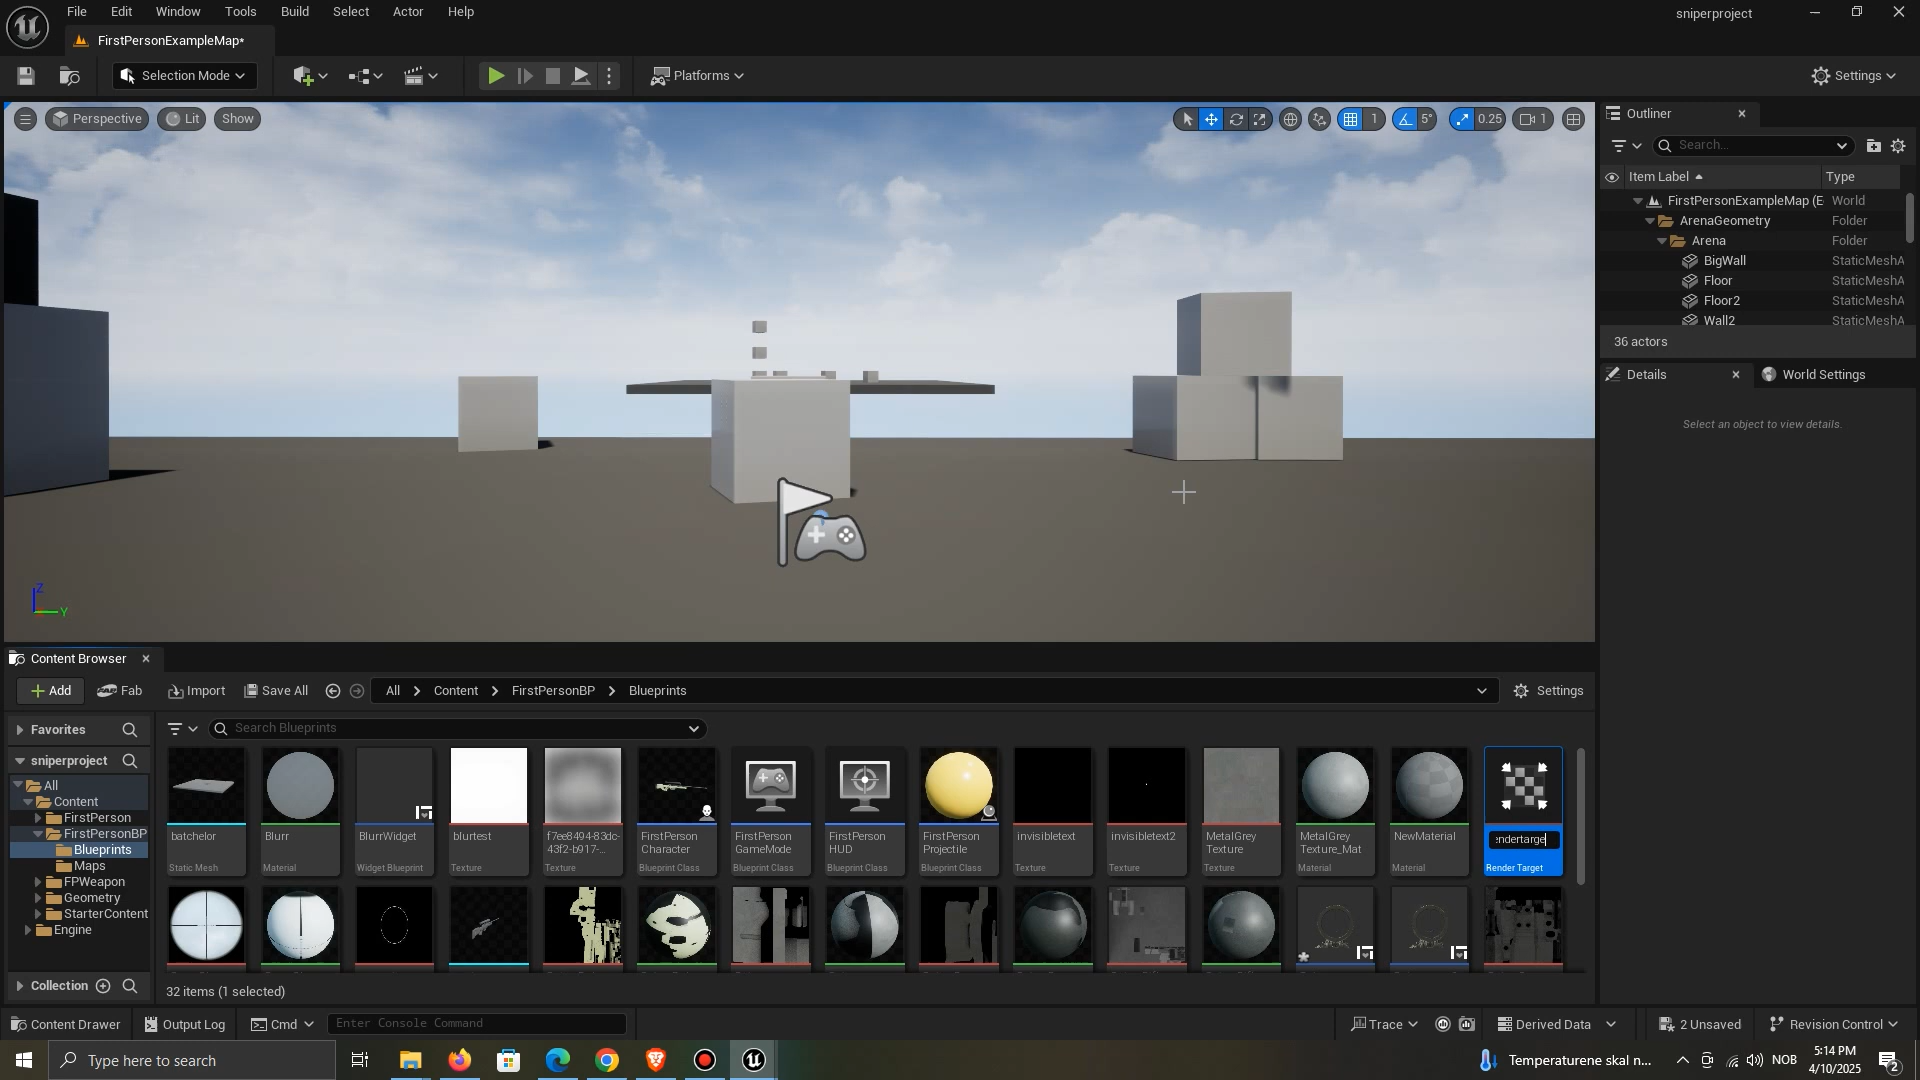 File Edit Window Tools Build Select Actor Help
sniperproject
FirstPersonExampleMap*
Selection Mode
Platforms
Settings
Perspective
Lit
Show
1
5°
0.25
1
Z
Y
Outliner
Search...
Item Label
Type
FirstPersonExampleMap (E World
ArenaGeometry Folder
Arena Folder
BigWall StaticMeshA
Floor StaticMeshA
Floor2 StaticMeshA
Wall2 StaticMeshA
36 actors
Details
World Settings
Select an object to view details.
Content Browser
Add
Fab
Import
Save All
All
Content
FirstPersonBP
Blueprints
Settings
Favorites
sniperproject
All
Content
FirstPerson
FirstPersonBP
Blueprints
Maps
FPWeapon
Geometry
StarterContent
Engine
Collection
Search Blueprints
batchelor
Static Mesh
Blurr
Material
BlurrWidget
Widget Blueprint
blurtest
Texture
f7ee8494-83dc-
43f2-b917-...
Texture
FirstPerson
Character
Blueprint Class
FirstPerson
GameMode
Blueprint Class
FirstPerson
HUD
Blueprint Class
FirstPerson
Projectile
Blueprint Class
invisibletext
Texture
invisibletext2
Texture
MetalGrey
Texture
Texture
MetalGrey
Texture_Mat
Material
NewMaterial
Material
endertarge
Render Target
32 items (1 selected)
Content Drawer
Output Log
Cmd
Enter Console Command
Trace
Derived Data
2 Unsaved
Revision Control
Type here to search
Temperaturene skal n...
NOB
5:14 PM
4/10/2025
2